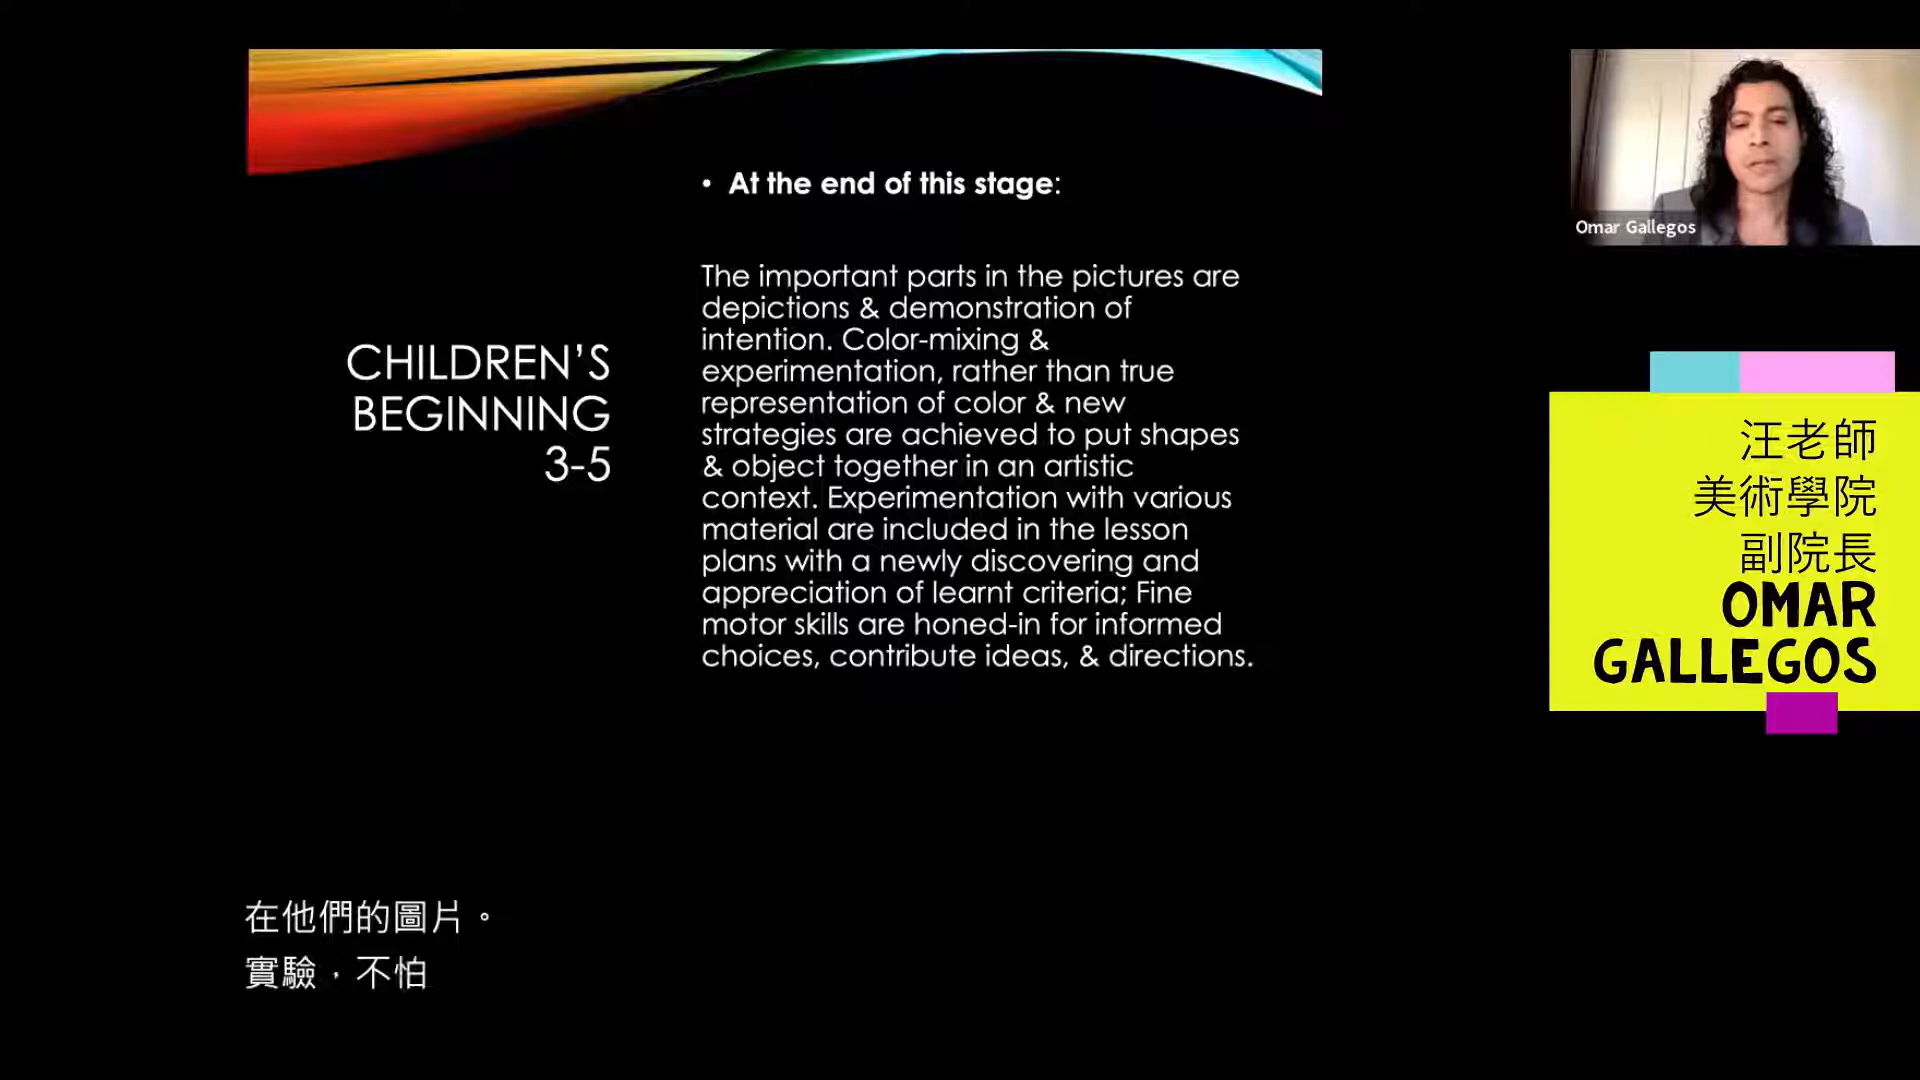 • At the end of this stage:
The important parts in the pictures are
depictions & demonstration of
intention. Color-mixing &
experimentation, rather than true
representation of color & new
strategies are achieved to put shapes
& object together in an artistic
context. Experimentation with various
material are included in the lesson
plans with a newly discovering and
appreciation of learnt criteria; Fine
motor skills are honed-in for informed
choices, contribute ideas, & directions.
CHILDREN’S
BEGINNING
3-5
Omar Gallegos
汪老師
美術學院
副院長
OMAR
GALLEGOS
在他們的圖片。
實驗，不怕